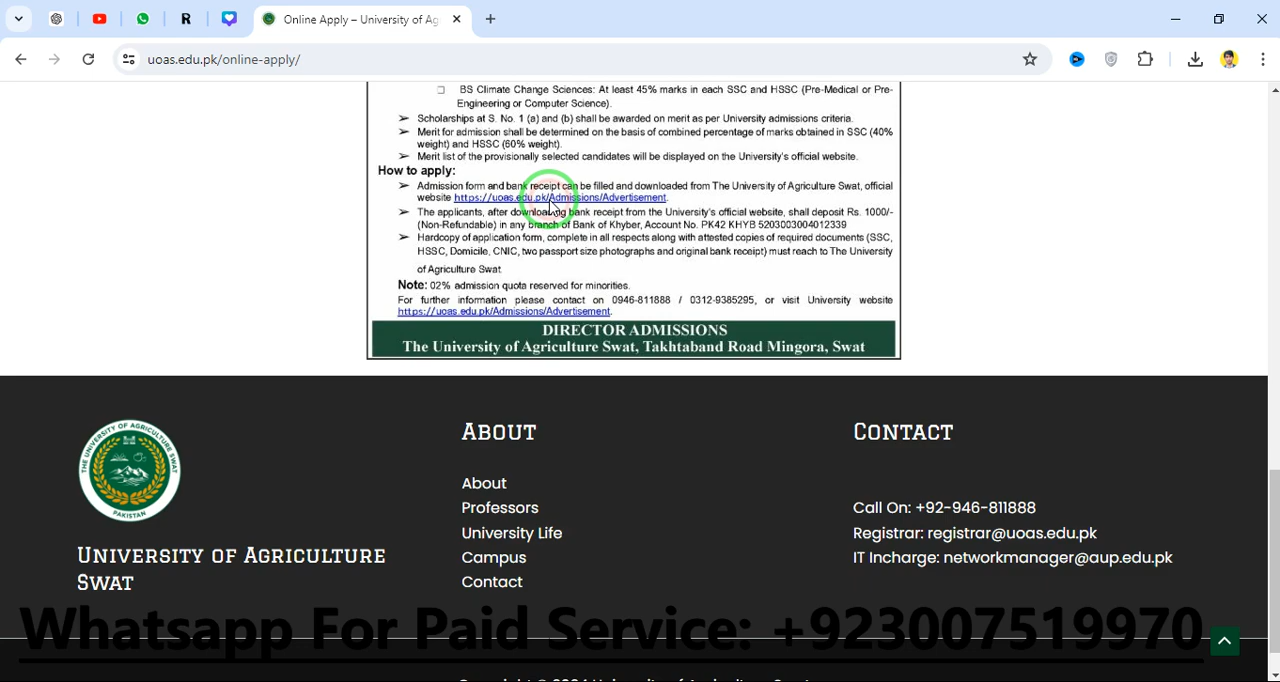 Online Apply – University of Ag
uoas.edu.pk/online-apply/
BS Climate Change Sciences: At least 45% marks in each SSC and HSSC (Pre-Medical or Pre-
Engineering or Computer Science).
➢ Scholarships at S. No. 1 (a) and (b) shall be awarded on merit as per University admissions criteria.
➢ Merit for admission shall be determined on the basis of combined percentage of marks obtained in SSC (40%
weight) and HSSC (60% weight).
➢ Merit list of the provisionally selected candidates will be displayed on the University's official website.
How to apply:
➢ Admission form and bank receipt can be filled and downloaded from The University of Agriculture Swat, official
website https://uoas.edu.pk/Admissions/Advertisement.
➢ The applicants, after downloading bank receipt from the University's official website, shall deposit Rs. 1000/-
(Non-Refundable) in any branch of Bank of Khyber, Account No. PK42 KHYB 5203003004012339
➢ Hardcopy of application form, complete in all respects along with attested copies of required documents (SSC,
HSSC, Domicile, CNIC, two passport size photographs and original bank receipt) must reach to The University
of Agriculture Swat
Note: 02% admission quota reserved for minorities.
For further information please contact on 0946-811888 / 0312-9385295, or visit University website
https://uoas.edu.pk/Admissions/Advertisement.
DIRECTOR ADMISSIONS
The University of Agriculture Swat, Takhtaband Road Mingora, Swat
THE UNIVERSITY OF AGRICULTURE SWAT
PAKISTAN
University of Agriculture
Swat
About
About
Professors
University Life
Campus
Contact
Contact
Call On: +92-946-811888
Registrar: registrar@uoas.edu.pk
IT Incharge: networkmanager@aup.edu.pk
Whatsapp For Paid Service: +923007519970